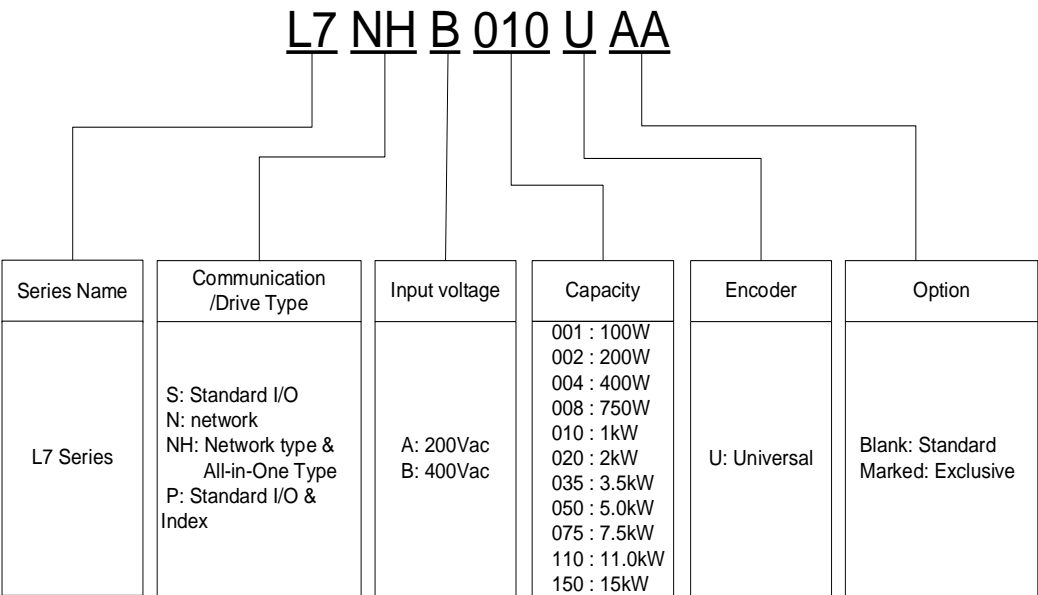 L7 NH B 010 U AA
Series Name
L7 Series
Communication
/Drive Type
S: Standard I/O
N: network
NH: Network type &
All-in-One Type
P: Standard I/O &
Index
Input voltage
A: 200Vac
B: 400Vac
Capacity
001 : 100W
002 : 200W
004 : 400W
008 : 750W
010 : 1kW
020 : 2kW
035 : 3.5kW
050 : 5.0kW
075 : 7.5kW
110 : 11.0kW
150 : 15kW
Encoder
U: Universal
Option
Blank: Standard
Marked: Exclusive